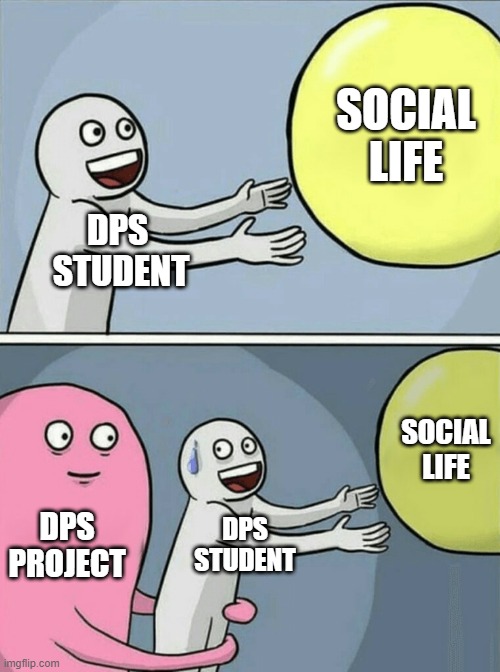 SOCIAL
LIFE
DPS
STUDENT
SOCIAL
LIFE
DPS
PROJECT
DPS
STUDENT
imgflip.com